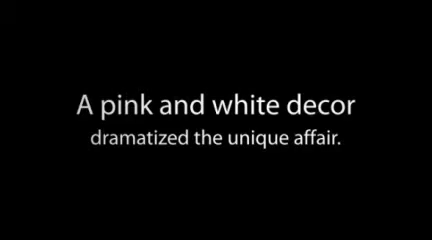 A pink and white decor
dramatized the unique affair.